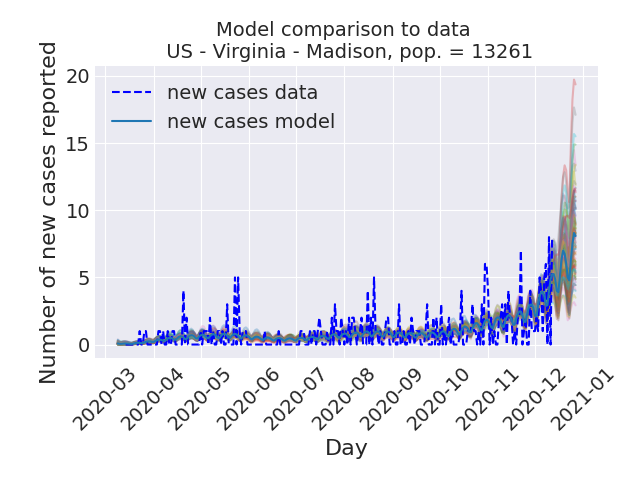 Model comparison to data
US - Virginia - Madison, pop. = 13261
new cases data
new cases model
Number of new cases reported
20
15
10
5
0
2020-03
2020-04
2020-05
2020-06
2020-07
2020-08
2020-09
2020-10
2020-11
2020-12
2021-01
Day